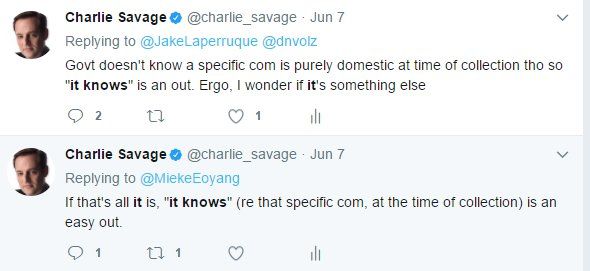 Charlie Savage @charlie_savage · Jun 7
Replying to @JakeLaperruque @dnvolz
Govt doesn't know a specific com is purely domestic at time of collection tho so
"it knows" is an out. Ergo, I wonder if it's something else
2 1
Charlie Savage @charlie_savage · Jun 7
Replying to @MiekeEoyang
If that's all it is, "it knows" (re that specific com, at the time of collection) is an
easy out.
1 1